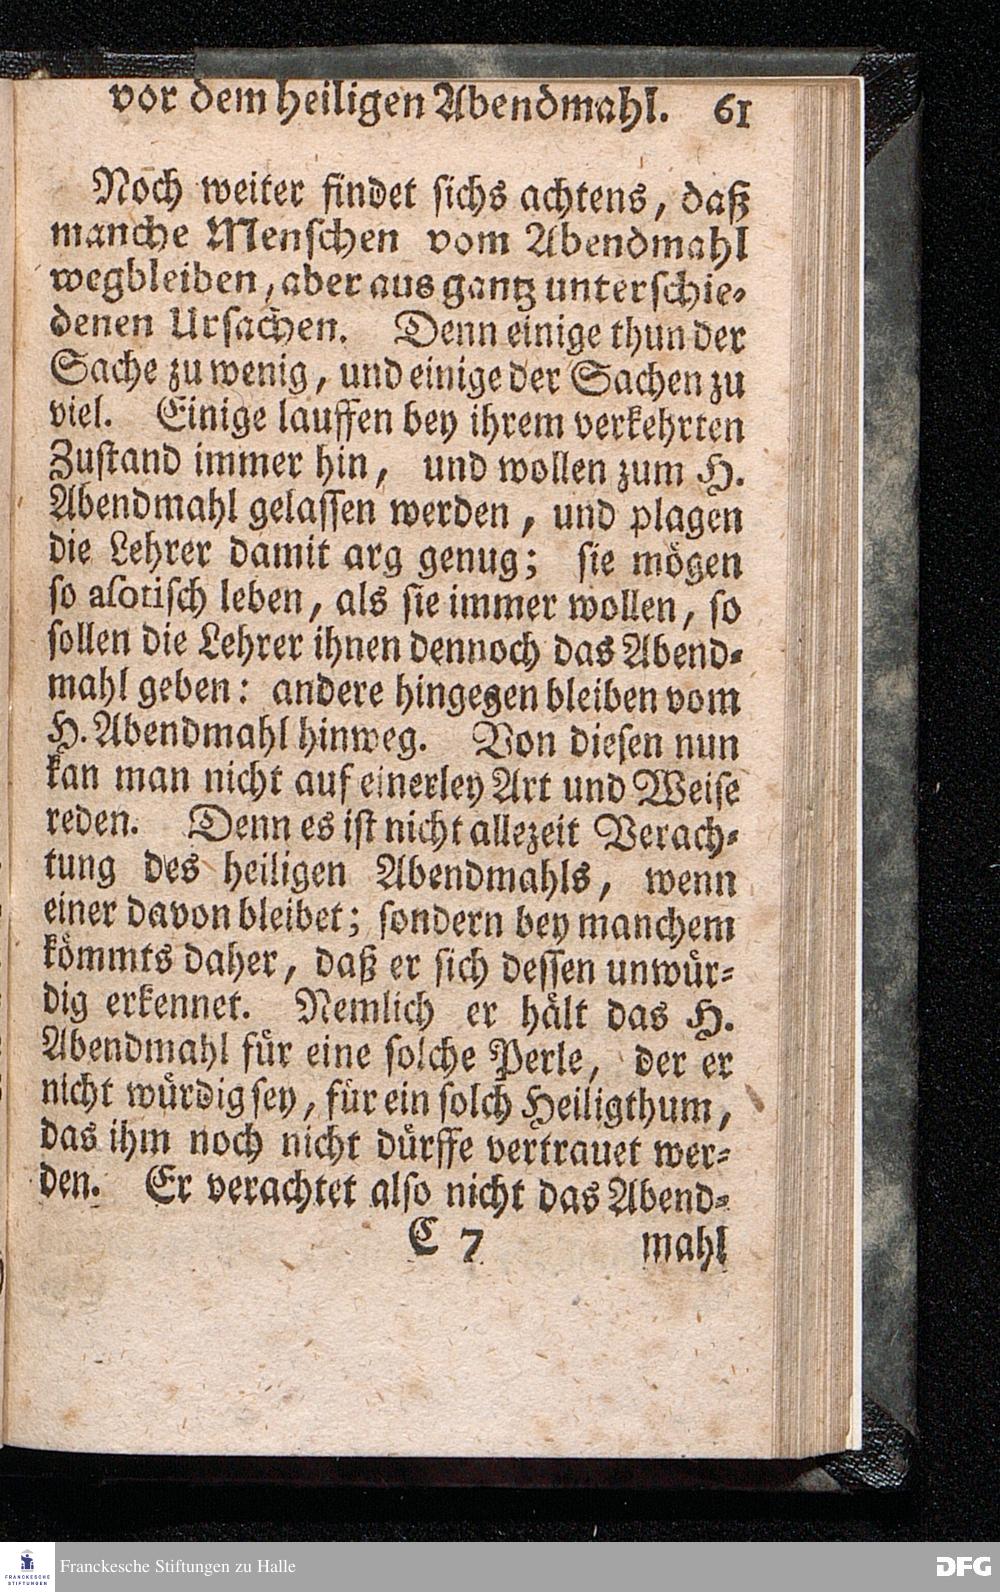 vor dem heiligen Abendmahl. 61
Noch weiter findet sichs achtens, daß
manche Menschen vom Abendmahl
wegbleiben, aber aus gantz unterschie-
denen Ursachen. Denn einige thun der
Sache zu wenig, und einige der Sachen zu
viel. Einige lauffen bey ihrem verkehrten
Zustand immer hin, und wollen zum H.
Abendmahl gelassen werden, und plagen
die Lehrer damit arg genug; sie mögen
so asotisch leben, als sie immer wollen, so
sollen die Lehrer ihnen dennoch das Abend-
mahl geben: andere hingegen bleiben vom
H. Abendmahl hinweg. Von diesen nun
kan man nicht auf einerley Art und Weise
reden. Denn es ist nicht allezeit Verach-
tung des heiligen Abendmahls, wenn
einer davon bleibet; sondern bey manchem
kömmts daher, daß er sich dessen unwür-
dig erkennet. Nemlich er hält das H.
Abendmahl für eine solche Perle, der er
nicht würdig sey, für ein solch Heiligthum,
das ihm noch nicht dürffe vertrauet wer-
den. Er verachtet also nicht das Abend-
C 7 mahl
FRANCKESCHE STIFTUNGEN
Franckesche Stiftungen zu Halle
DFG